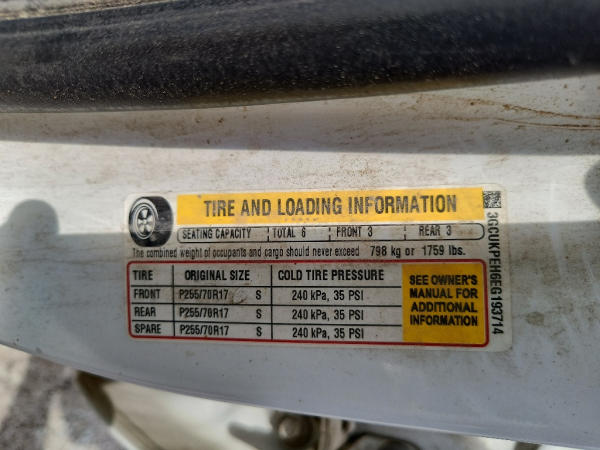 TIRE AND LOADING INFORMATION
SEATING CAPACITY TOTAL 6 FRONT 3 REAR 3
The combined weight of occupants and cargo should never exceed 798 kg or 1759 lbs.
TIRE ORIGINAL SIZE COLD TIRE PRESSURE
FRONT P255/70R17 S 240 kPa, 35 PSI
REAR P255/70R17 S 240 kPa, 35 PSI
SPARE P255/70R17 S 240 kPa, 35 PSI
SEE OWNER'S
MANUAL FOR
ADDITIONAL
INFORMATION
3GCUKPEH6EG193714